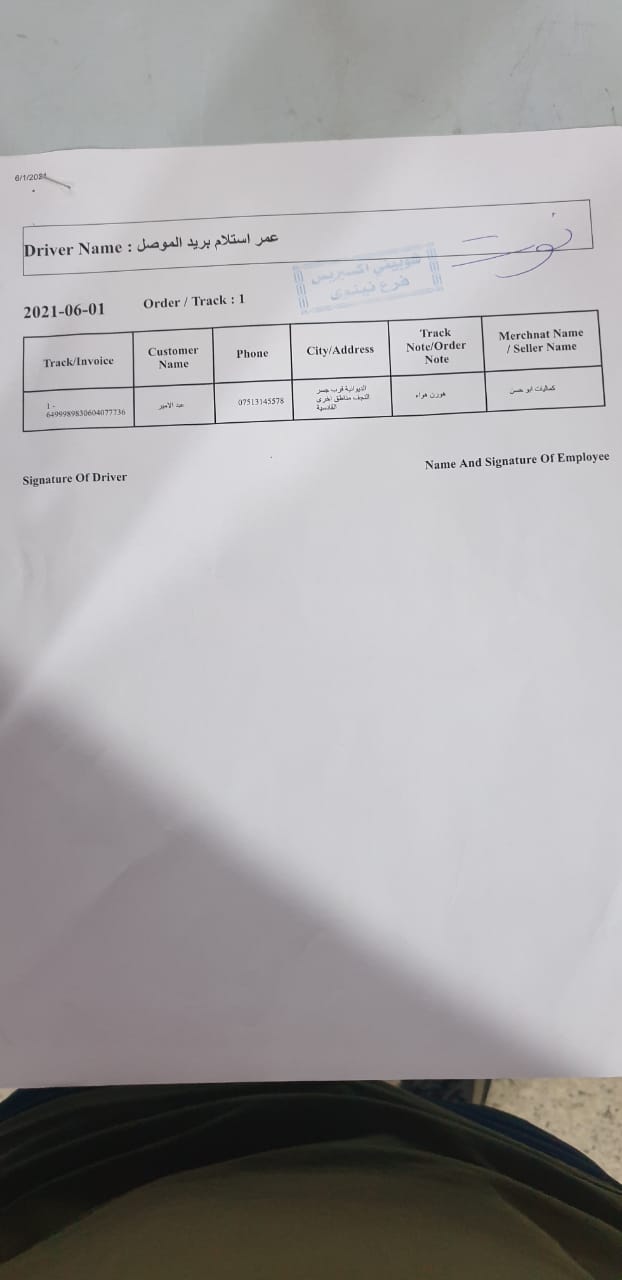 6/1/2021
Driver Name : عمر استلام بريد الموصل
اكسبريس
فرع نينوى
2021-06-01 Order / Track : 1
Track/Invoice
Customer
Name
Phone
City/Address
Track
Note/Order
Note
Merchnat Name
/ Seller Name
1 -
6499989830604077736
عبد الامير
07513145578
الديوانية قرب جسر
النجف مناطق اخرى
القادسية
هورن هواء
كماليات ابو حسن
Signature Of Driver
Name And Signature Of Employee